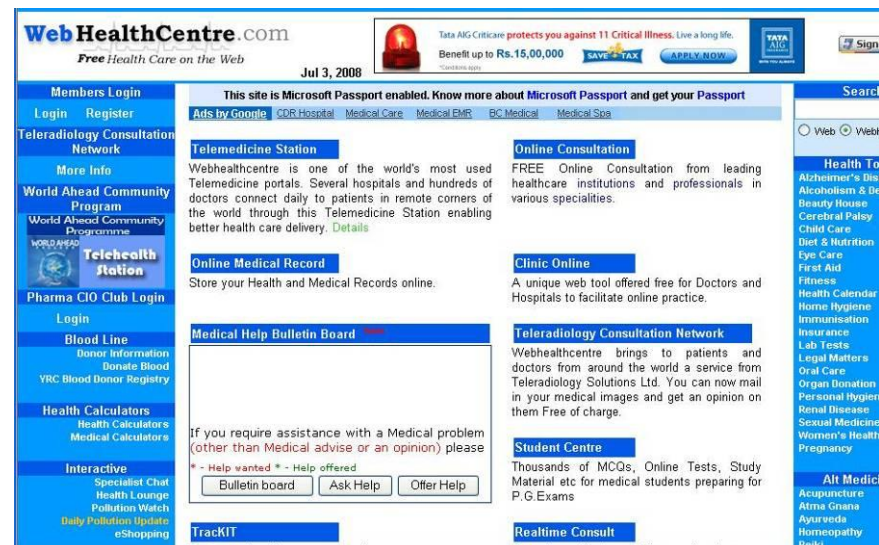 WebHealthCentre.com
Free Health Care on the Web
Jul 3, 2008
Tata AIG Criticare protects you against 11 Critical Illness. Live a long life.
Benefit up to Rs.15,00,000
SAVE TAX
APPLY NOW
*Conditions apply
TATA
AIG
Sign
Members Login
Login Register
Teleradiology Consultation
Network
More Info
World Ahead Community
Program
World Ahead Community
Programme
WORLD AHEAD
Telehealth
Station
Pharma CIO Club Login
Login
Blood Line
Donor Information
Donate Blood
YRC Blood Donor Registry
Health Calculators
Health Calculators
Medical Calculators
Interactive
Specialist Chat
Health Lounge
Pollution Watch
Daily Pollution Update
eShopping
This site is Microsoft Passport enabled. Know more about Microsoft Passport and get your Passport
Ads by Google CDR Hospital Medical Care Medical EMR BC Medical Medical Spa
Telemedicine Station
Webhealthcentre is one of the world's most used
Telemedicine portals. Several hospitals and hundreds of
doctors connect daily to patients in remote corners of
the world through this Telemedicine Station enabling
better health care delivery. Details
Online Medical Record
Store your Health and Medical Records online.
Medical Help Bulletin Board
If you require assistance with a Medical problem
(other than Medical advise or an opinion) please
* - Help wanted * - Help offered
Bulletin board Ask Help Offer Help
TracKIT
Online Consultation
FREE Online Consultation from leading
healthcare institutions and professionals in
various specialities.
Clinic Online
A unique web tool offered free for Doctors and
Hospitals to facilitate online practice.
Teleradiology Consultation Network
Webhealthcentre brings to patients and
doctors from around the world a service from
Teleradiology Solutions Ltd. You can now mail
in your medical images and get an opinion on
them Free of charge.
Student Centre
Thousands of MCQs, Online Tests, Study
Material etc for medical students preparing for
P.G.Exams
Realtime Consult
Search
Web WebH
Health To
Alzheimer's Dis
Alcoholism & De
Beauty House
Cerebral Palsy
Child Care
Diet & Nutrition
Eye Care
First Aid
Fitness
Health Calendar
Home Hygiene
Immunisation
Insurance
Lab Tests
Legal Matters
Oral Care
Organ Donation
Personal Hygien
Renal Disease
Sexual Medicine
Women's Health
Pregnancy
Alt Medici
Acupuncture
Atma Gnana
Ayurveda
Homeopathy
Reiki